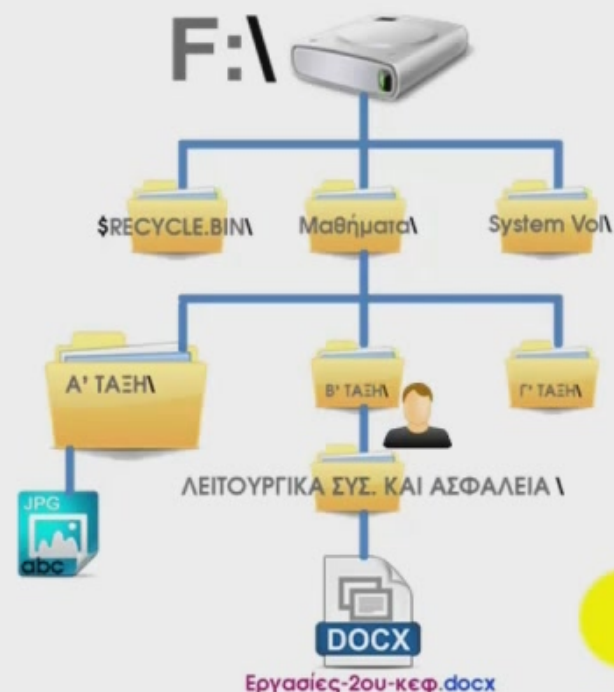 F:\
$RECYCLE.BIN\
Μαθήματα\
System Vol\
Α' ΤΑΞΗ\
Β' ΤΑΞΗ\
Γ' ΤΑΞΗ\
ΛΕΙΤΟΥΡΓΙΚΑ ΣΥΣ. ΚΑΙ ΑΣΦΑΛΕΙΑ \
JPG
abc
DOCX
Εργασίες-2ου-κεφ.docx